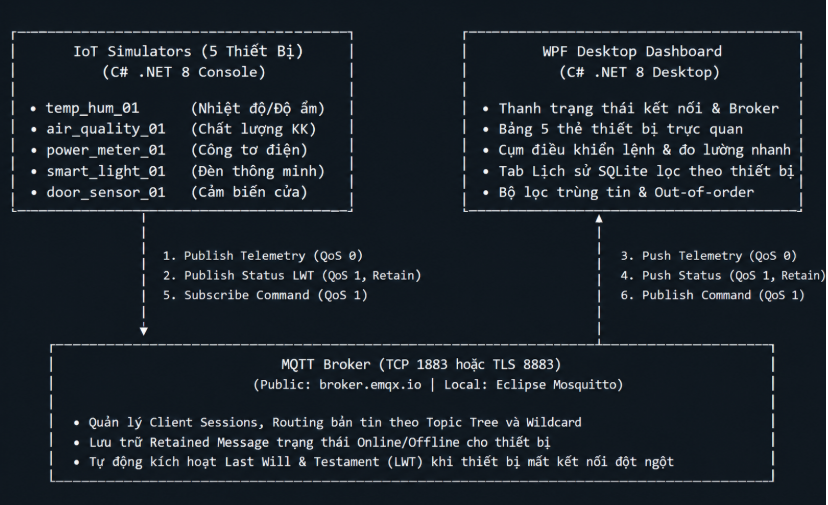 IoT Simulators (5 Thiết Bị)
(C# .NET 8 Console)
• temp_hum_01 (Nhiệt độ/Độ ẩm)
• air_quality_01 (Chất lượng KK)
• power_meter_01 (Công tơ điện)
• smart_light_01 (Đèn thông minh)
• door_sensor_01 (Cảm biến cửa)
WPF Desktop Dashboard
(C# .NET 8 Desktop)
• Thanh trạng thái kết nối & Broker
• Bảng 5 thẻ thiết bị trực quan
• Cụm điều khiển lệnh & đo lường nhanh
• Tab Lịch sử SQLite lọc theo thiết bị
• Bộ lọc trùng tin & Out-of-order
1. Publish Telemetry (QoS 0)
2. Publish Status LWT (QoS 1, Retain)
5. Subscribe Command (QoS 1)
3. Push Telemetry (QoS 0)
4. Push Status (QoS 1, Retain)
6. Publish Command (QoS 1)
MQTT Broker (TCP 1883 hoặc TLS 8883)
(Public: broker.emqx.io | Local: Eclipse Mosquitto)
• Quản lý Client Sessions, Routing bản tin theo Topic Tree và Wildcard
• Lưu trữ Retained Message trạng thái Online/Offline cho thiết bị
• Tự động kích hoạt Last Will & Testament (LWT) khi thiết bị mất kết nối đột ngột